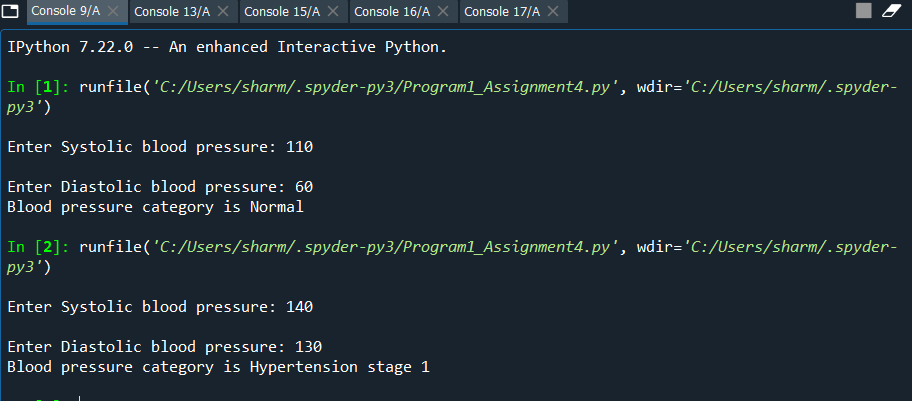 Console 9/A Console 13/A Console 15/A Console 16/A Console 17/A
IPython 7.22.0 -- An enhanced Interactive Python.
In [1]: runfile('C:/Users/sharm/.spyder-py3/Program1_Assignment4.py', wdir='C:/Users/sharm/.spyder-
py3')
Enter Systolic blood pressure: 110
Enter Diastolic blood pressure: 60
Blood pressure category is Normal
In [2]: runfile('C:/Users/sharm/.spyder-py3/Program1_Assignment4.py', wdir='C:/Users/sharm/.spyder-
py3')
Enter Systolic blood pressure: 140
Enter Diastolic blood pressure: 130
Blood pressure category is Hypertension stage 1